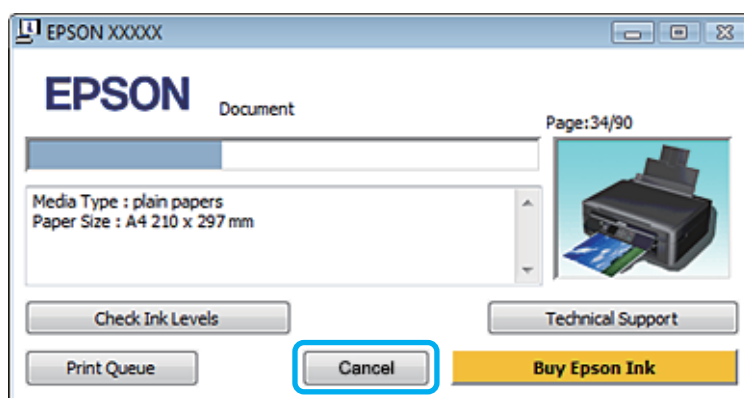 EPSON XXXXX
EPSON
Document
Page:34/90
Media Type : plain papers
Paper Size : A4 210 x 297 mm
Check Ink Levels
Technical Support
Print Queue
Cancel
Buy Epson Ink